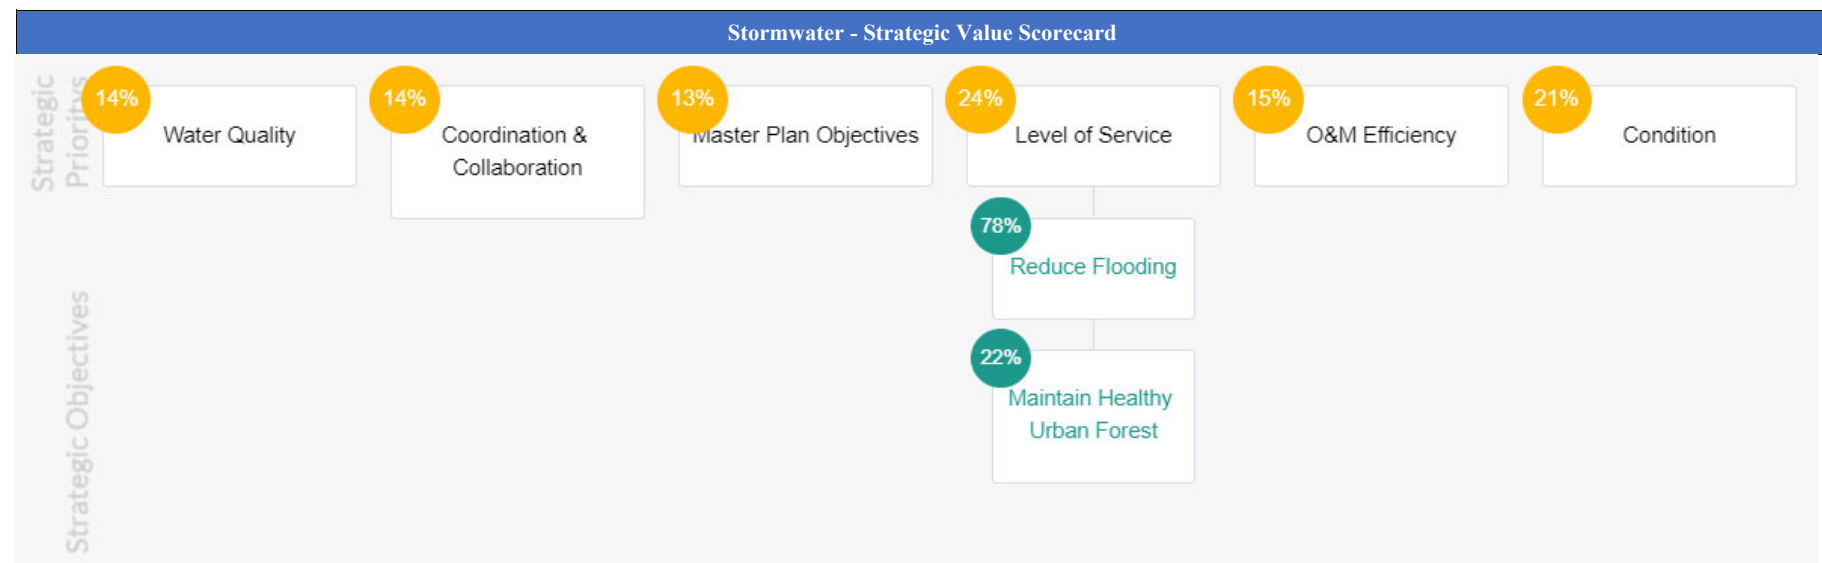 Stormwater - Strategic Value Scorecard
Strategic
Prioritys
14%
Water Quality
14%
Coordination &
Collaboration
13%
Master Plan Objectives
24%
Level of Service
15%
O&M Efficiency
21%
Condition
Strategic Objectives
78%
Reduce Flooding
22%
Maintain Healthy
Urban Forest